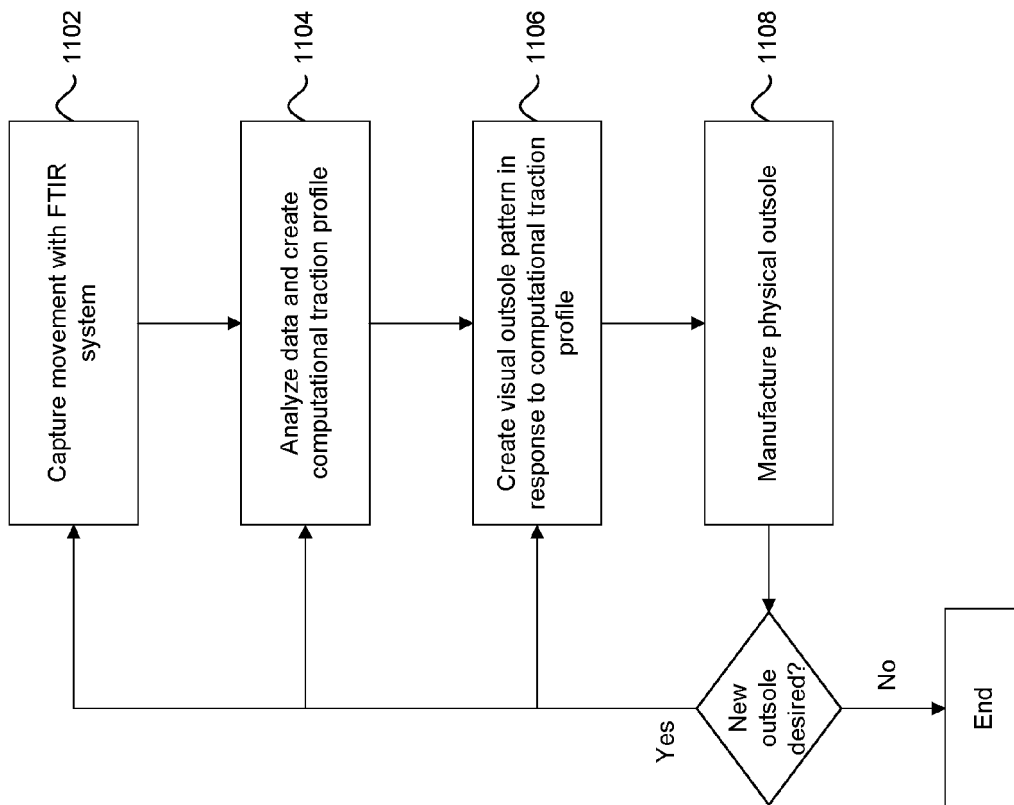 1102
Capture movement with FTIR
system
1104
Analyze data and create
computational traction profile
1106
Create visual outsole pattern in
response to computational traction
profile
1108
Manufacture physical outsole
New
outsole
desired?
Yes
No
End